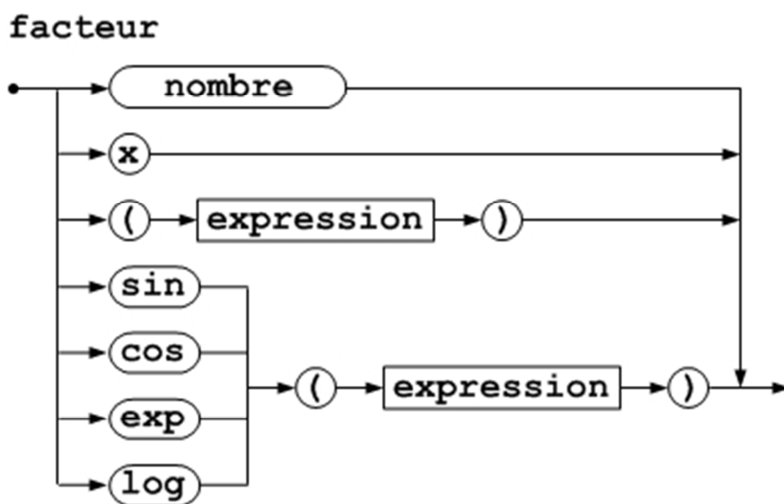 facteur
nombre
x
( expression )
sin
cos
( expression )
exp
log